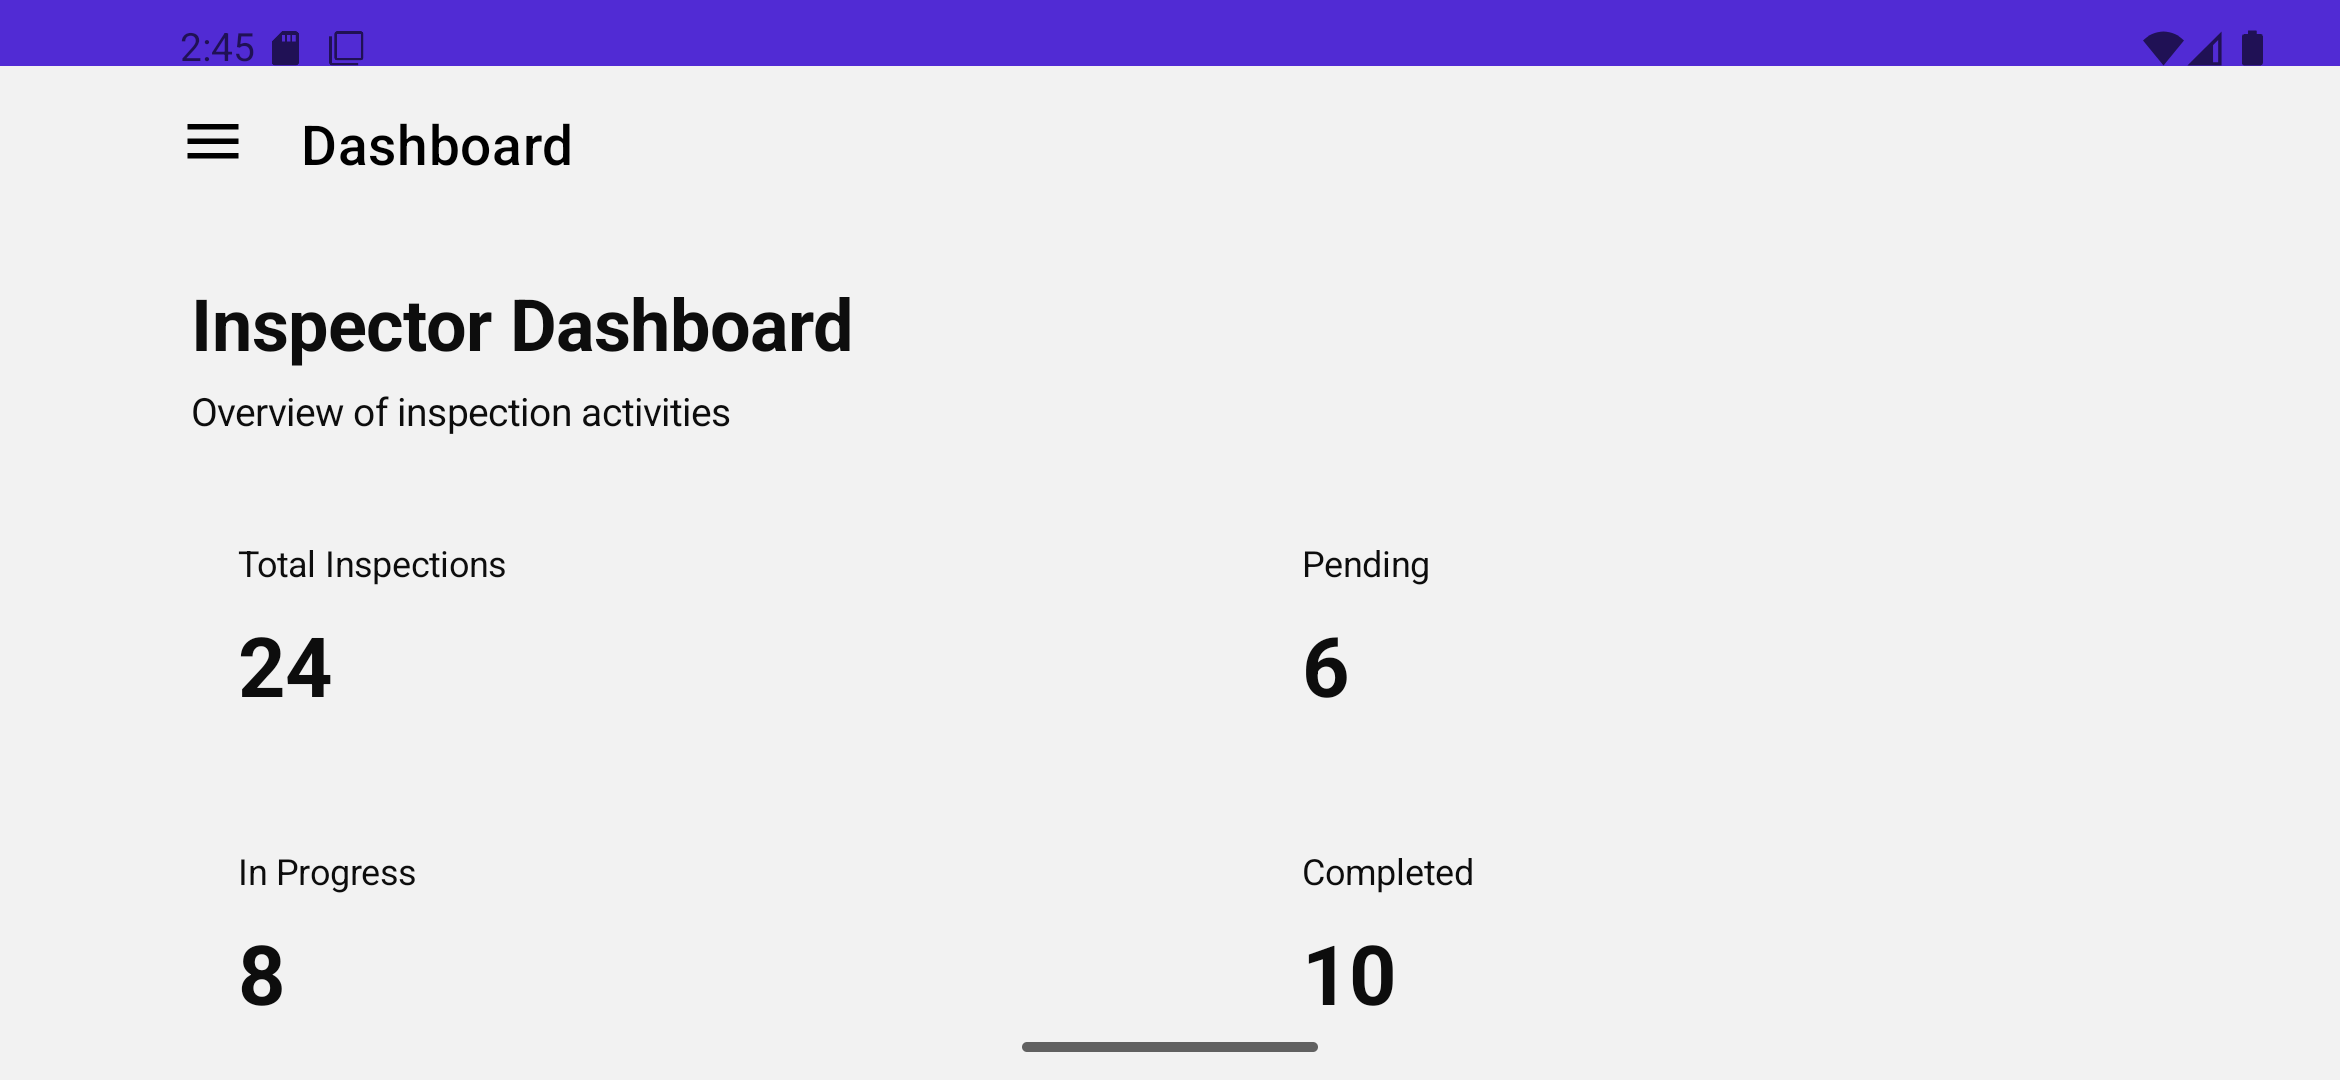 2:45
Dashboard
Inspector Dashboard
Overview of inspection activities
Total Inspections
Pending
24
6
In Progress
Completed
8
10